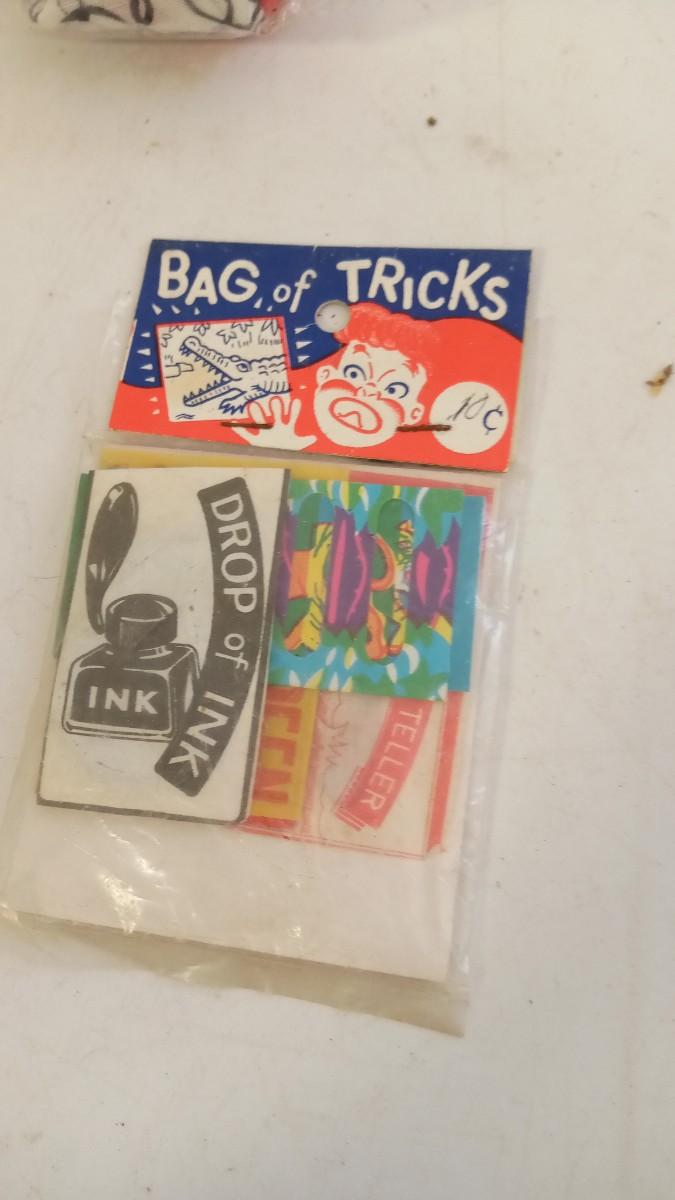 BAG of TRICKS
10¢
DROP of INK
INK
TELLER